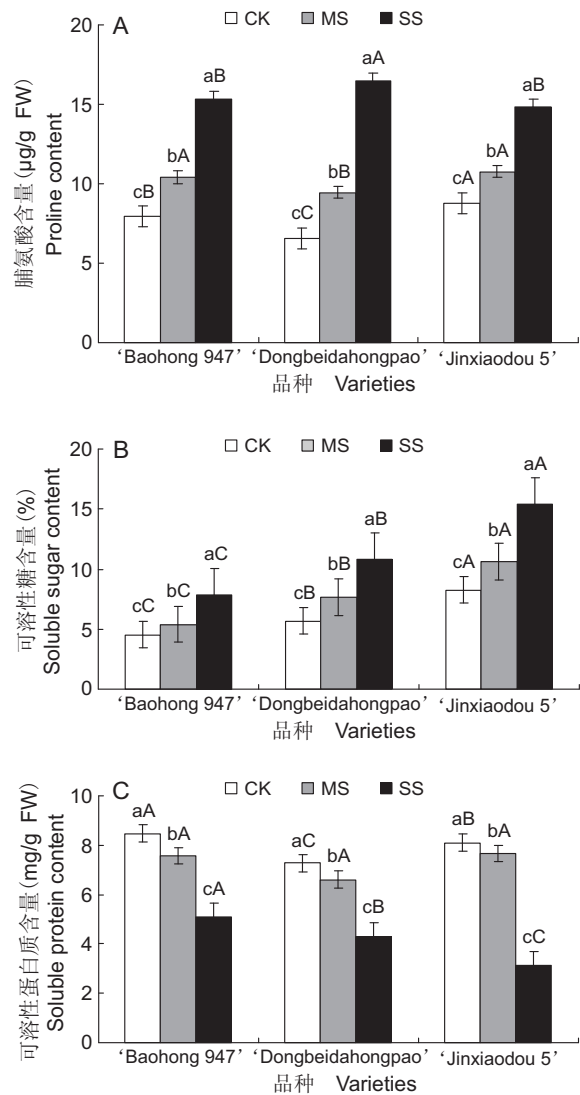 A
CK MS SS
20
15
10
5
0
脯氨酸含量(μg/g FW)
Proline content
cB bA aB cC bB aA cA bA aB
‘Baohong 947’ ‘Dongbeidahongpao’ ‘Jinxiaodou 5’
品种 Varieties
B
CK MS SS
20
15
10
5
0
可溶性糖含量(%)
Soluble sugar content
cC bC aC cB bB aB cA bA aA
‘Baohong 947’ ‘Dongbeidahongpao’ ‘Jinxiaodou 5’
品种 Varieties
C
CK MS SS
10
8
6
4
2
0
可溶性蛋白质含量(mg/g FW)
Soluble protein content
aA bA cA aC bA cB aB bA cC
‘Baohong 947’ ‘Dongbeidahongpao’ ‘Jinxiaodou 5’
品种 Varieties